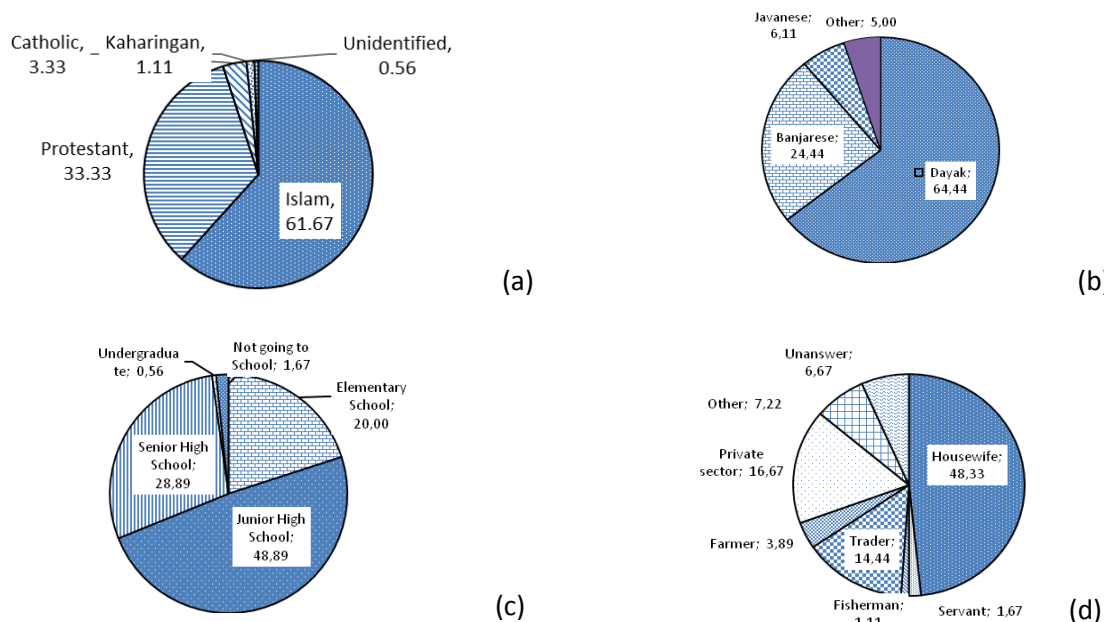 Catholic,
3.33
Kaharingan,
1.11
Unidentified,
0.56
Protestant,
33.33
Islam,
61.67
(a)
Javanese;
6,11
Other; 5,00
Banjarese;
24,44
Dayak;
64,44
(b)
Undergradua
te; 0,56
Not going to
School; 1,67
Elementary
School;
20,00
Senior High
School;
28,89
Junior High
School;
48,89
(c)
Unanswer;
6,67
Other; 7,22
Private
sector; 16,67
Housewife;
48,33
Farmer; 3,89
Trader;
14,44
Fisherman;
1,11
Servant; 1,67
(d)